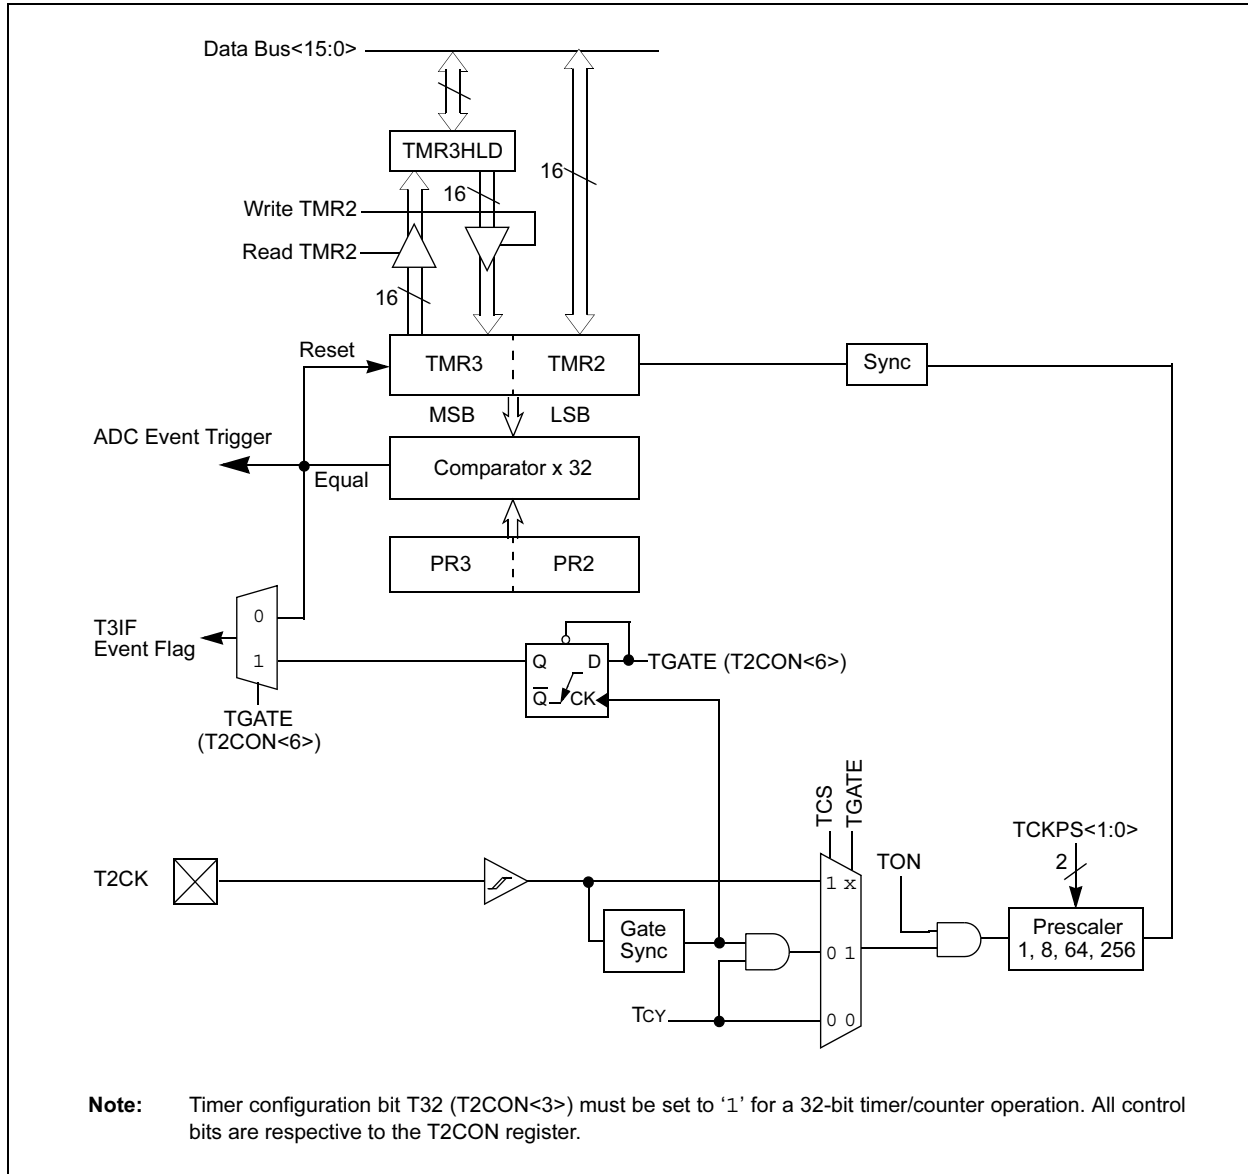 Data Bus<15:0>
TMR3HLD
16
16
Write TMR2
Read TMR2
16
Reset
TMR3
TMR2
Sync
MSB
LSB
ADC Event Trigger
Equal
Comparator x 32
PR3
PR2
0
T3IF
Event Flag
1
Q
D
TGATE (T2CON<6>)
Q̅
CK
TGATE
(T2CON<6>)
TCS
TGATE
TCKPS<1:0>
2
TON
T2CK
1 x
Gate
Sync
0 1
Prescaler
1, 8, 64, 256
TCY
0 0
Note: Timer configuration bit T32 (T2CON<3>) must be set to ‘1’ for a 32-bit timer/counter operation. All control
bits are respective to the T2CON register.